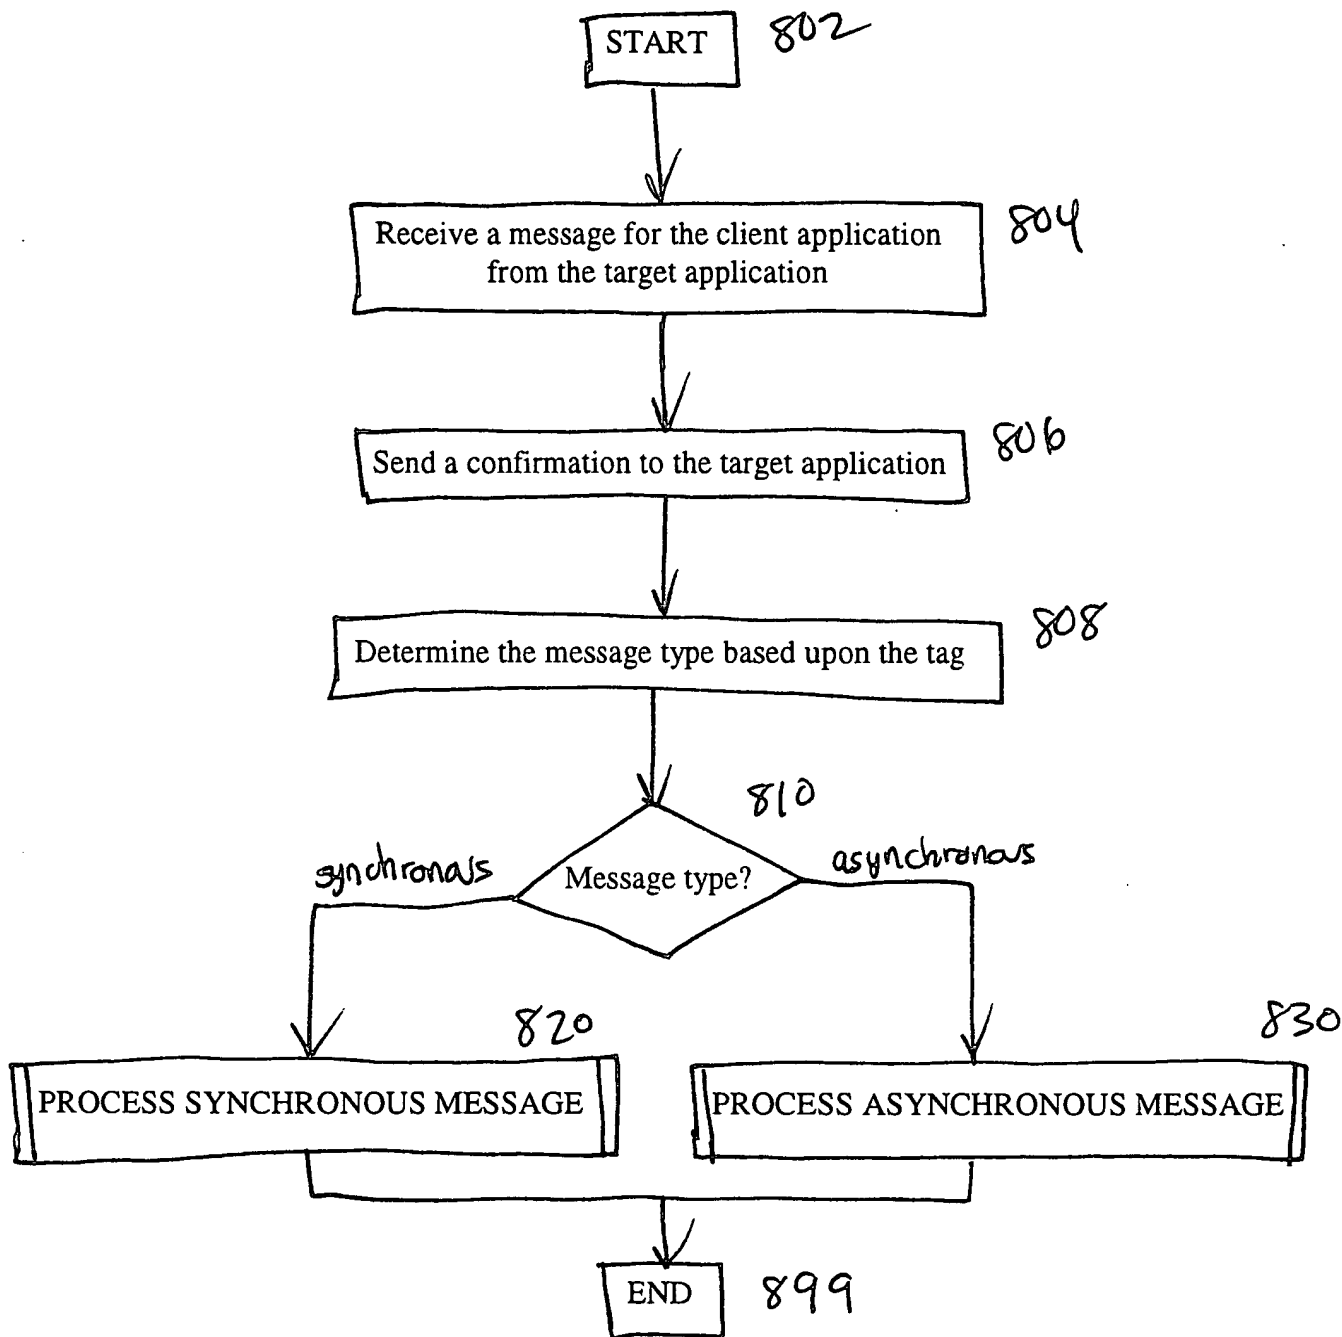 START 802
Receive a message for the client application 804
from the target application
Send a confirmation to the target application 806
Determine the message type based upon the tag 808
810
synchronous Message type? asynchronous
820 830
PROCESS SYNCHRONOUS MESSAGE PROCESS ASYNCHRONOUS MESSAGE
END 899